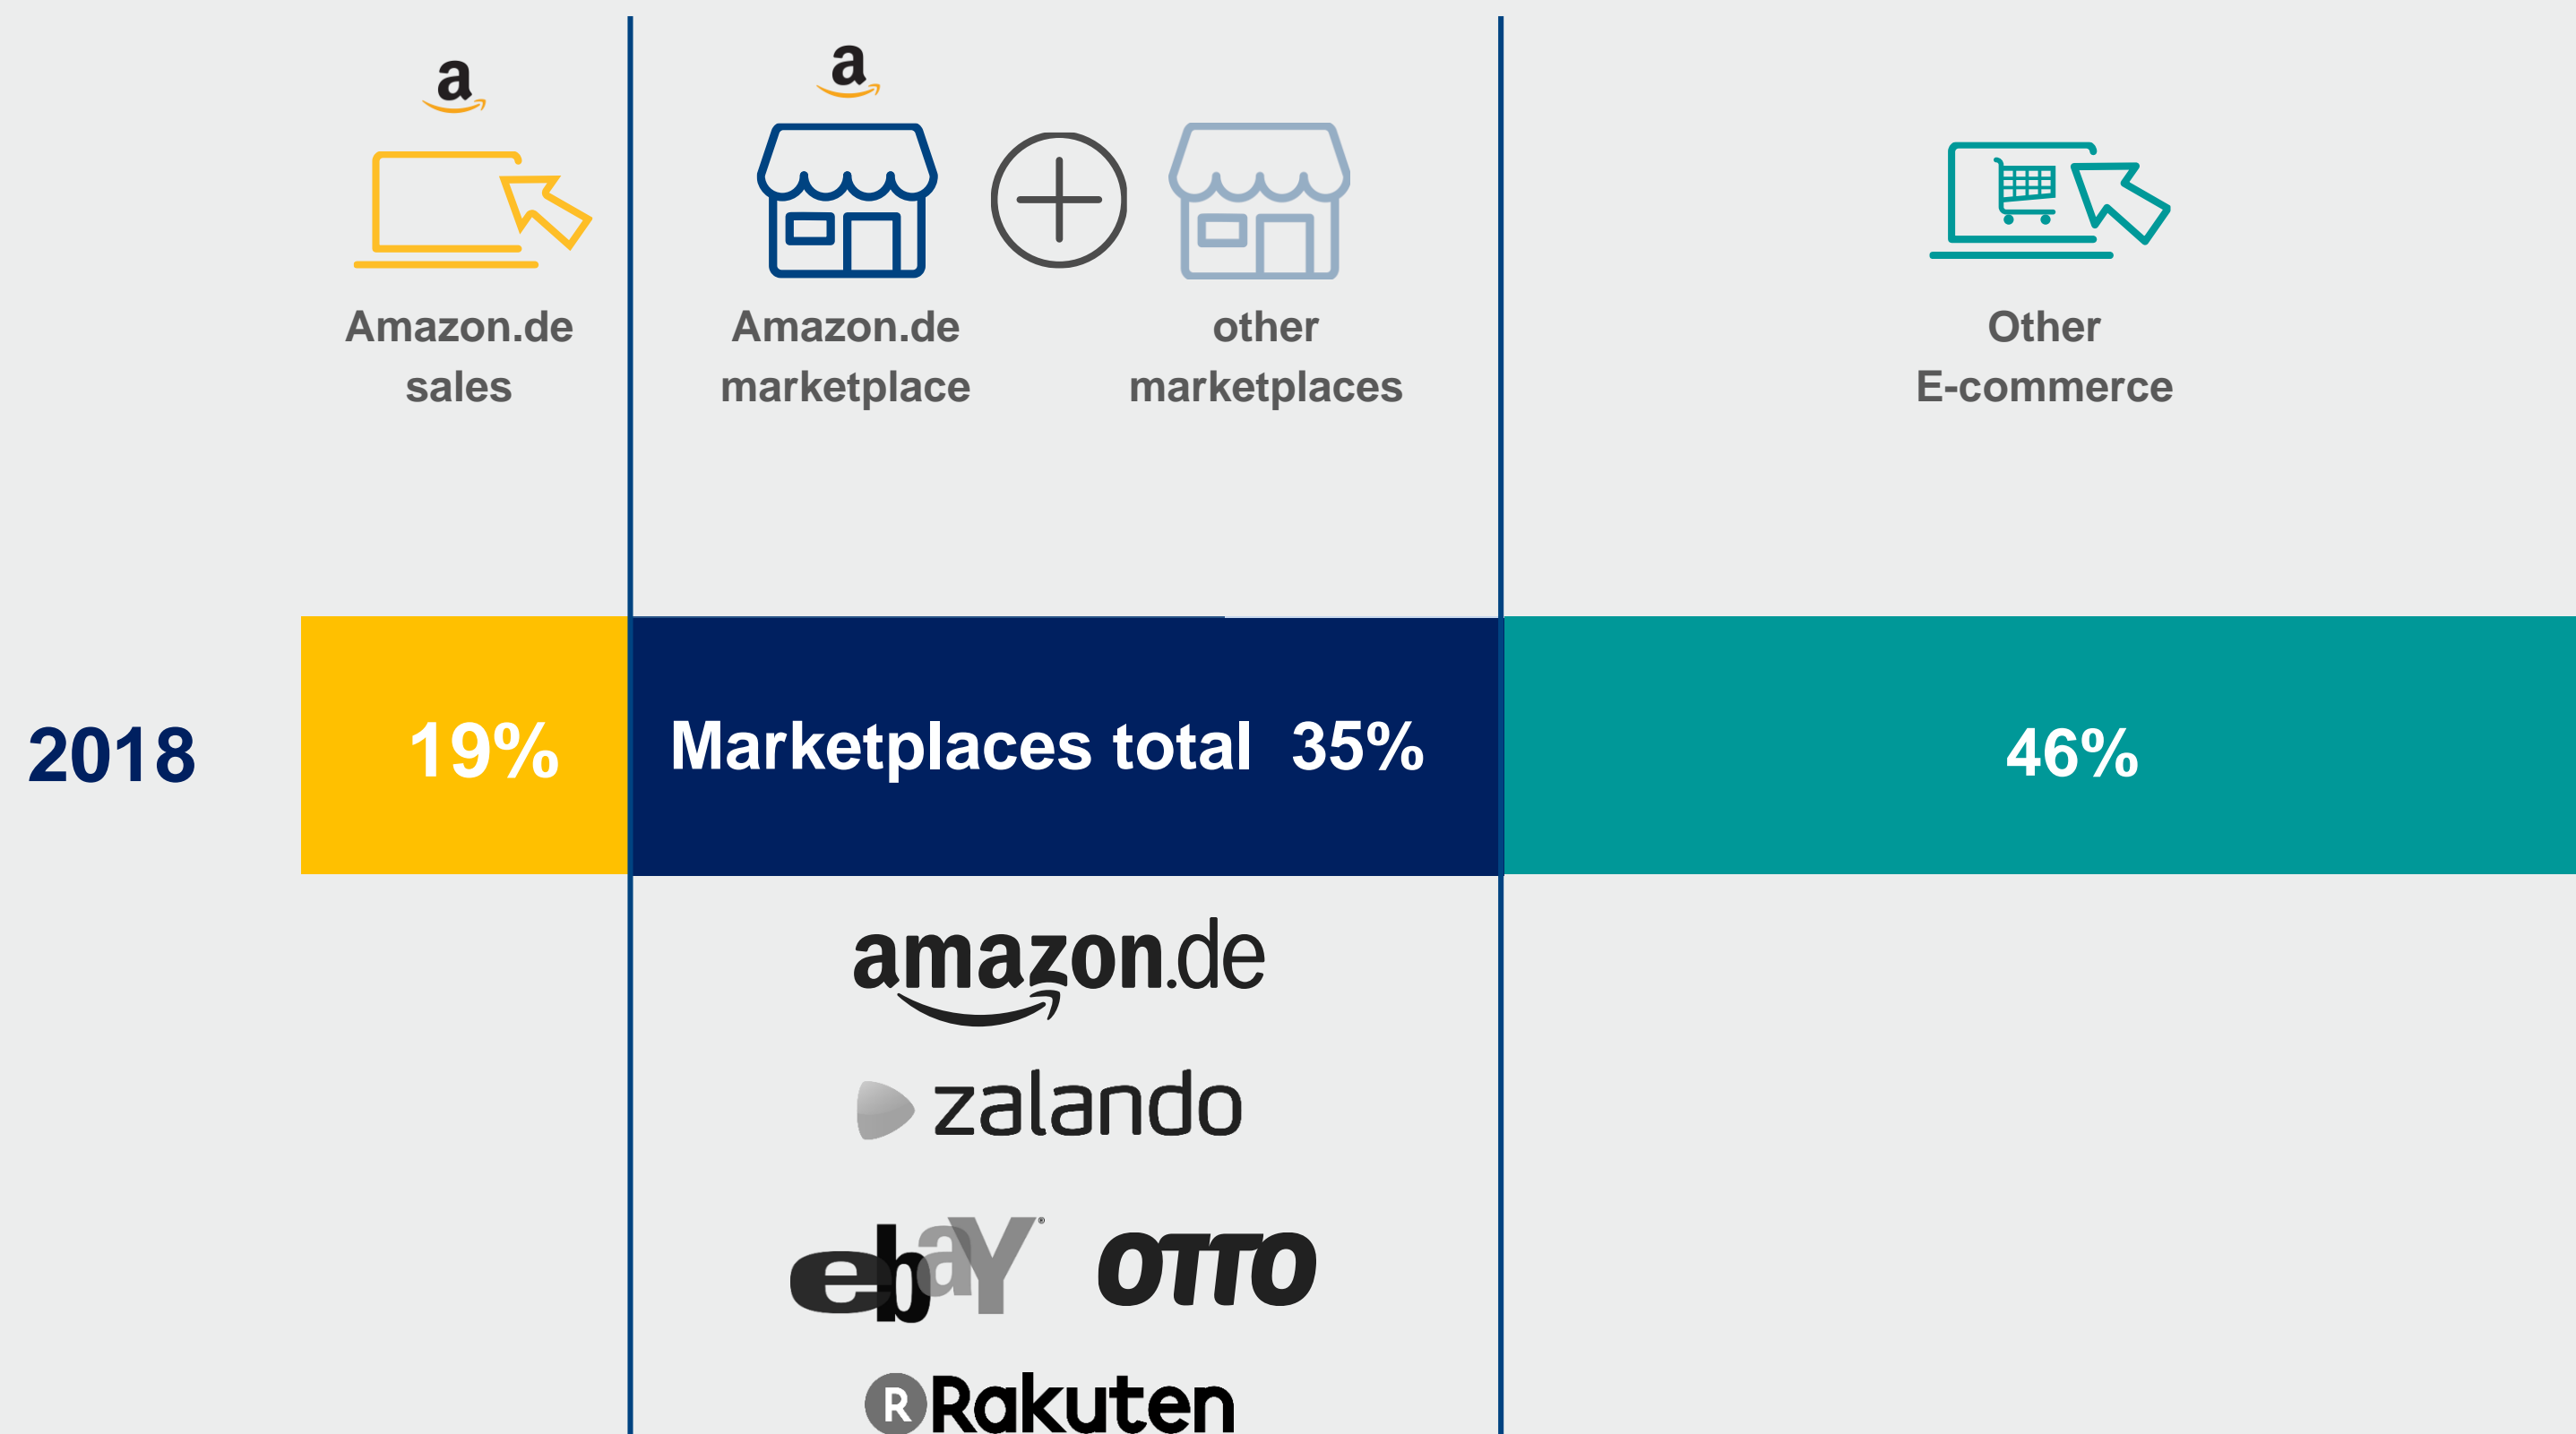 a
a
Amazon.de
sales
Amazon.de
marketplace
other
marketplaces
Other
E-commerce
2018
19%
Marketplaces total 35%
46%
amazon.de
zalando
ebaY®
OTTO
R Rakuten